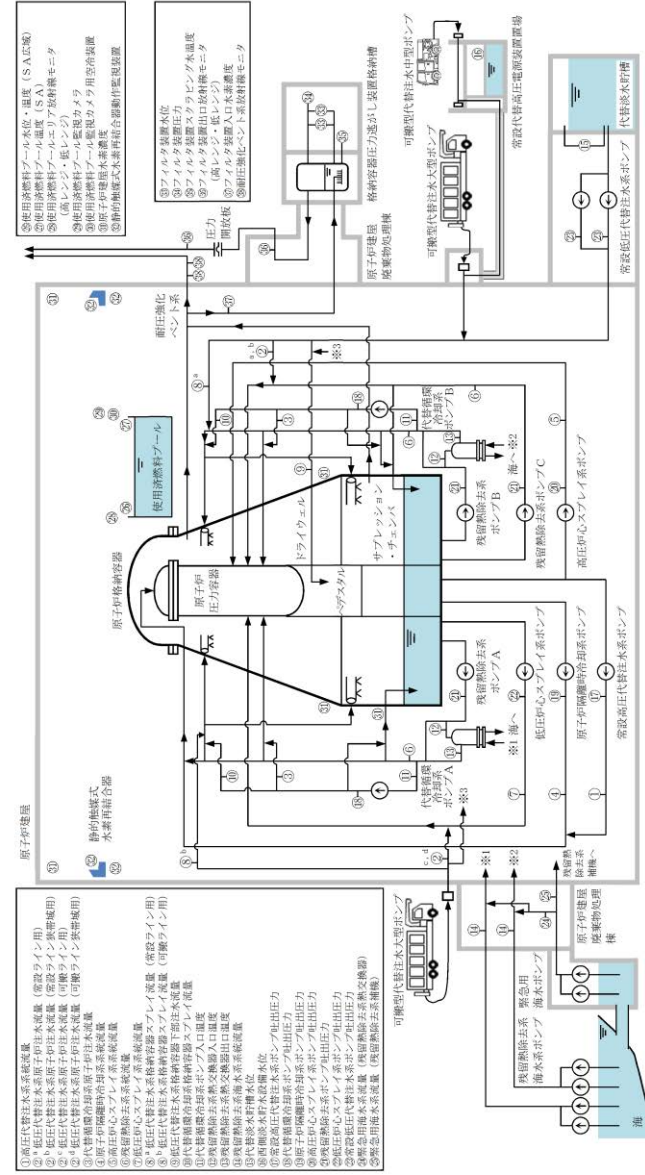 ①高圧代替注水系系統流量
②ᵃ低圧代替注水系原子炉注水流量（常設ライン用）
②ᵇ低圧代替注水系原子炉注水流量（常設ライン狭帯域用）
②ᶜ低圧代替注水系原子炉注水流量（可搬ライン用）
②ᵈ低圧代替注水系原子炉注水流量（可搬ライン狭帯域用）
③代替循環冷却系原子炉注水流量
④原子炉隔離時冷却系系統流量
⑤高圧炉心スプレイ系系統流量
⑥残留熱除去系系統流量
⑦低圧炉心スプレイ系系統流量
⑧ᵃ低圧代替注水系格納容器スプレイ流量（常設ライン用）
⑧ᵇ低圧代替注水系格納容器スプレイ流量（可搬ライン用）
⑨低圧代替注水系格納容器下部注水流量
⑩代替循環冷却系格納容器スプレイ流量
⑪代替循環冷却系ポンプ入口温度
⑫残留熱除去系熱交換器入口温度
⑬残留熱除去系熱交換器出口温度
⑭残留熱除去系海水系系統流量
⑮代替淡水貯槽水位
⑯西側淡水貯水設備水位
⑰常設高圧代替注水系ポンプ吐出圧力
⑱代替循環冷却系ポンプ吐出圧力
⑲原子炉隔離時冷却系ポンプ吐出圧力
⑳高圧炉心スプレイ系ポンプ吐出圧力
㉑残留熱除去系ポンプ吐出圧力
㉒低圧炉心スプレイ系ポンプ吐出圧力
㉓常設低圧代替注水系ポンプ吐出圧力
㉔緊急用海水系流量（残留熱除去系熱交換器）
㉕緊急用海水系流量（残留熱除去系補機）
㉖使用済燃料プール水位・温度（ＳＡ広域）
㉗使用済燃料プール温度（ＳＡ）
㉘使用済燃料プールエリア放射線モニタ
（高レンジ・低レンジ）
㉙使用済燃料プール監視カメラ
㉚使用済燃料プール監視カメラ用空冷装置
㉛原子炉建屋水素濃度
㉜静的触媒式水素再結合器動作監視装置
㉝フィルタ装置水位
㉞フィルタ装置圧力
㉟フィルタ装置スクラビング水温度
㊱フィルタ装置出口放射線モニタ
（高レンジ・低レンジ）
㊲フィルタ装置入口水素濃度
㊳耐圧強化ベント系放射線モニタ
原子炉建屋
静的触媒式
水素再結合器
原子炉格納容器
使用済燃料プール
原子炉
圧力容器
ドライウェル
ペデスタル
サプレッション
・チェンバ
耐圧強化
ベント系
圧力
開放板
原子炉建屋
廃棄物処理棟
格納容器圧力逃がし装置格納槽
可搬型代替注水大型ポンプ
可搬型代替注水中型ポンプ
常設代替高圧電源装置置場
代替淡水貯槽
常設低圧代替注水系ポンプ
代替循環
冷却系
ポンプA
代替循環
冷却系
ポンプB
残留熱除去系
ポンプA
残留熱除去系
ポンプB
残留熱除去系ポンプC
低圧炉心スプレイ系ポンプ
原子炉隔離時冷却系ポンプ
常設高圧代替注水系ポンプ
高圧炉心スプレイ系ポンプ
※1 海へ
海へ ※2
※3
※3
可搬型代替注水大型ポンプ
※1
※2
残留熱
除去系
補機へ
原子炉建屋
廃棄物処理
棟
残留熱除去系
海水系ポンプ
緊急用
海水ポンプ
海